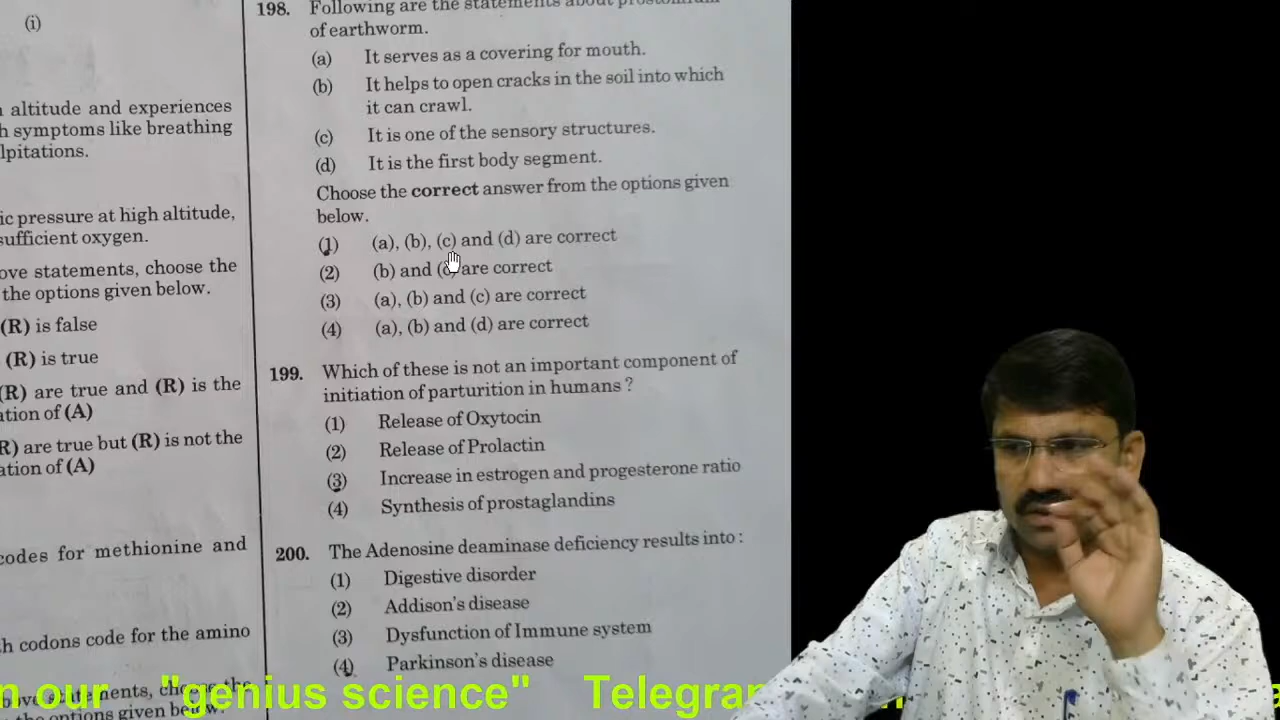 (i)
altitude and experiences
symptoms like breathing
lpitations.
ic pressure at high altitude,
sufficient oxygen.
ove statements, choose the
the options given below.
(R) is false
(R) is true
(R) are true and (R) is the
ation of (A)
R) are true but (R) is not the
ation of (A)
codes for methionine and
h codons code for the amino
198. Following are the statements about
of earthworm.
(a) It serves as a covering for mouth.
(b) It helps to open cracks in the soil into which
it can crawl.
(c) It is one of the sensory structures.
(d) It is the first body segment.
Choose the correct answer from the options given
below.
(1) (a), (b), (c) and (d) are correct
(2) (b) and (c) are correct
(3) (a), (b) and (c) are correct
(4) (a), (b) and (d) are correct
199. Which of these is not an important component of
initiation of parturition in humans ?
(1) Release of Oxytocin
(2) Release of Prolactin
(3) Increase in estrogen and progesterone ratio
(4) Synthesis of prostaglandins
200. The Adenosine deaminase deficiency results into :
(1) Digestive disorder
(2) Addison's disease
(3) Dysfunction of Immune system
(4) Parkinson's disease
n our "genius science" Telegra